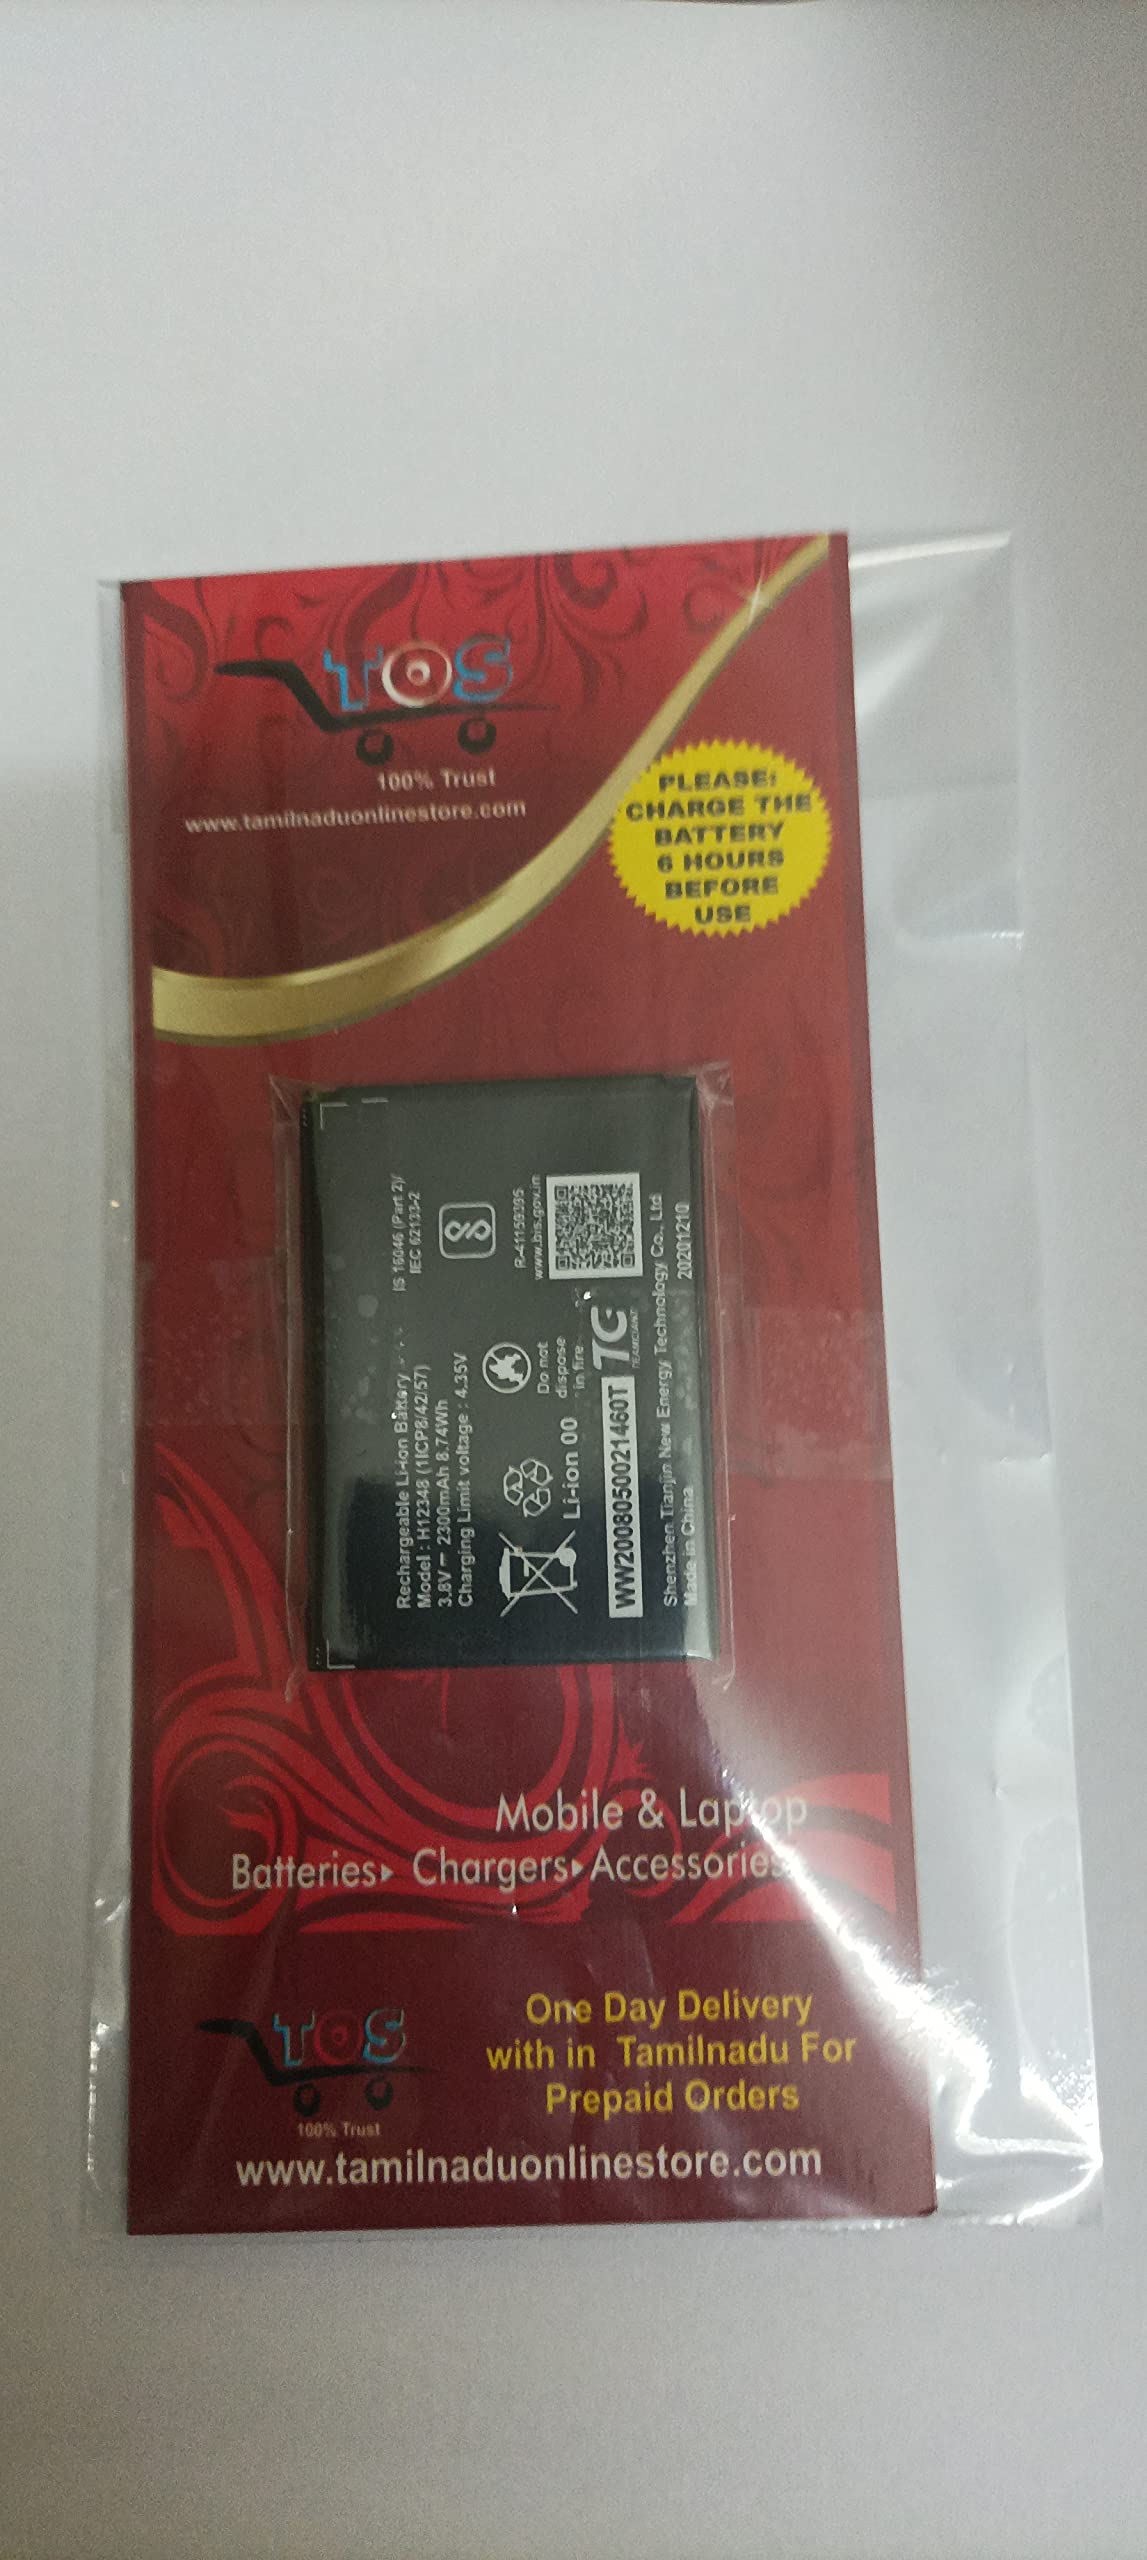 TOS
100% Trust
www.tamilnaduonlinestore.com
PLEASE:
CHARGE THE
BATTERY
6 HOURS
BEFORE
USE
Rechargeable Li-ion Battery
Model : H12348 (1ICP8/42/57)
3.8V 2300mAh 8.74Wh
Charging Limit voltage : 4.35V
IS 16046 (Part 2)/
IEC 62133-2
R-41159395
www.bis.gov.in
Do not
dispose
in fire
Li-ion 00
WW2008050021460T
TC
Shenzhen Tianjin New Energy Technology Co., Ltd
Made in China
20201210
Mobile & Laptop
Batteries Chargers Accessories
TOS
100% Trust
One Day Delivery
with in Tamilnadu For
Prepaid Orders
www.tamilnaduonlinestore.com